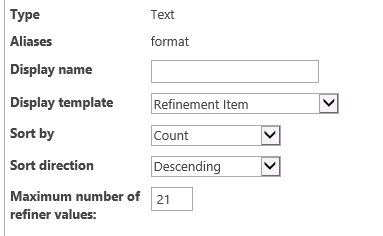 Type Text
Aliases format
Display name
Display template Refinement Item
Sort by Count
Sort direction Descending
Maximum number of 21
refiner values: